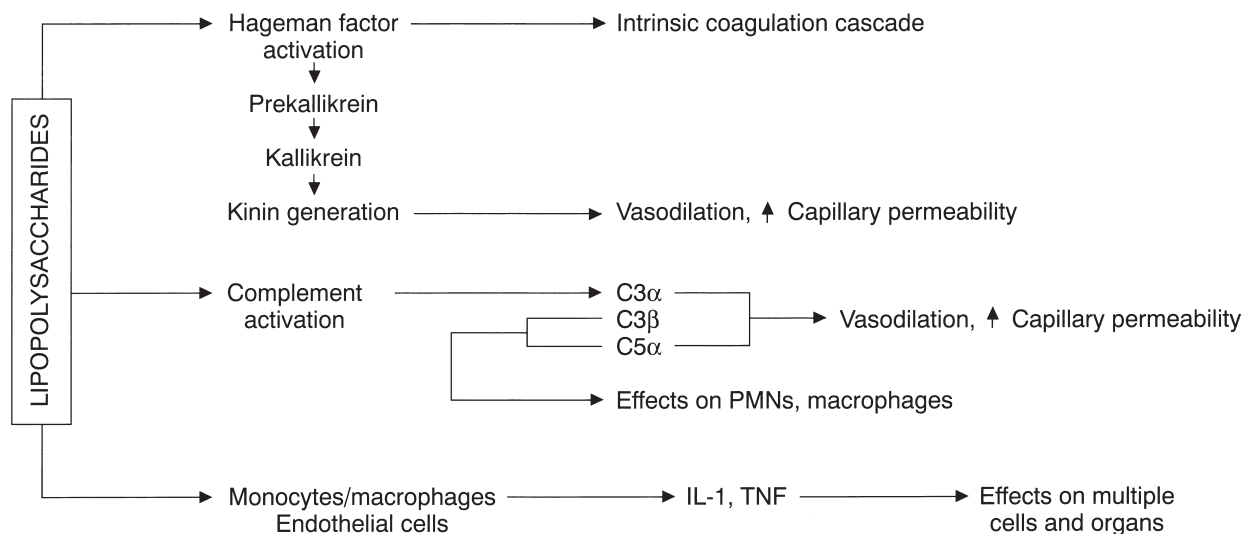 LIPOPOLYSACCHARIDES
Hageman factor
activation
Intrinsic coagulation cascade
Prekallikrein
Kallikrein
Kinin generation
Vasodilation, Capillary permeability
Complement
activation
C3α
C3β
C5α
Vasodilation, Capillary permeability
Effects on PMNs, macrophages
Monocytes/macrophages
Endothelial cells
IL-1, TNF
Effects on multiple
cells and organs